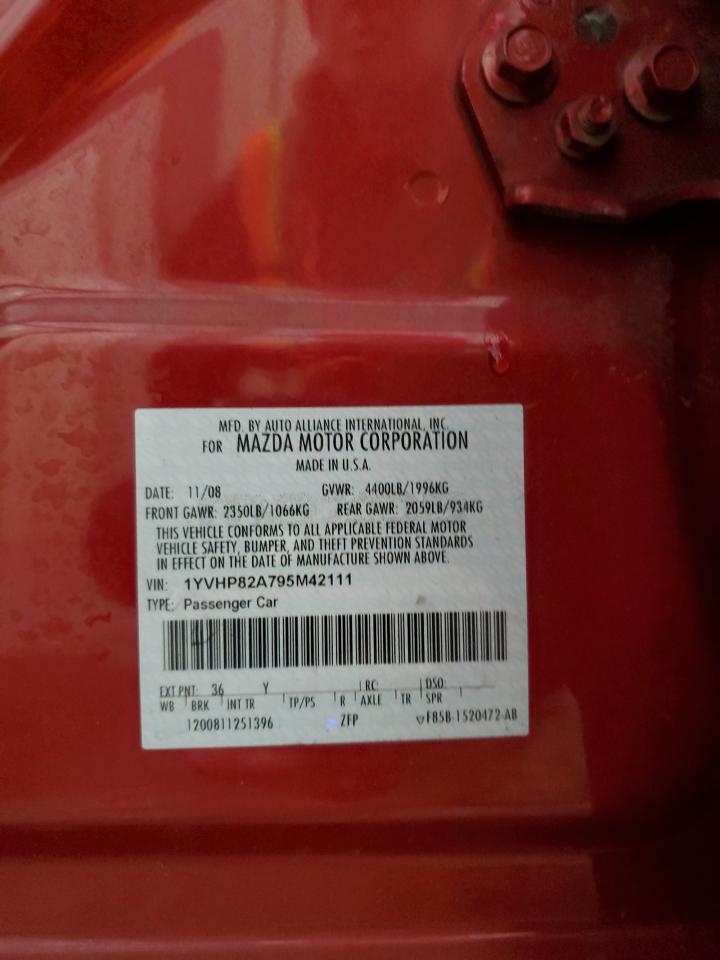 MFD. BY AUTO ALLIANCE INTERNATIONAL, INC.
FOR MAZDA MOTOR CORPORATION
MADE IN U.S.A.
DATE: 11/08 GVWR: 4400LB/1996KG
FRONT GAWR: 2350LB/1066KG REAR GAWR: 2059LB/934KG
THIS VEHICLE CONFORMS TO ALL APPLICABLE FEDERAL MOTOR
VEHICLE SAFETY, BUMPER, AND THEFT PREVENTION STANDARDS
IN EFFECT ON THE DATE OF MANUFACTURE SHOWN ABOVE.
VIN: 1YVHP82A795M42111
TYPE: Passenger Car
EXT PNT: 36 Y RC: DSO:
WB BRK INT TR TP/PS R AXLE TR SPR
1200811251396 ZFP ▽F85B-1520472-AB